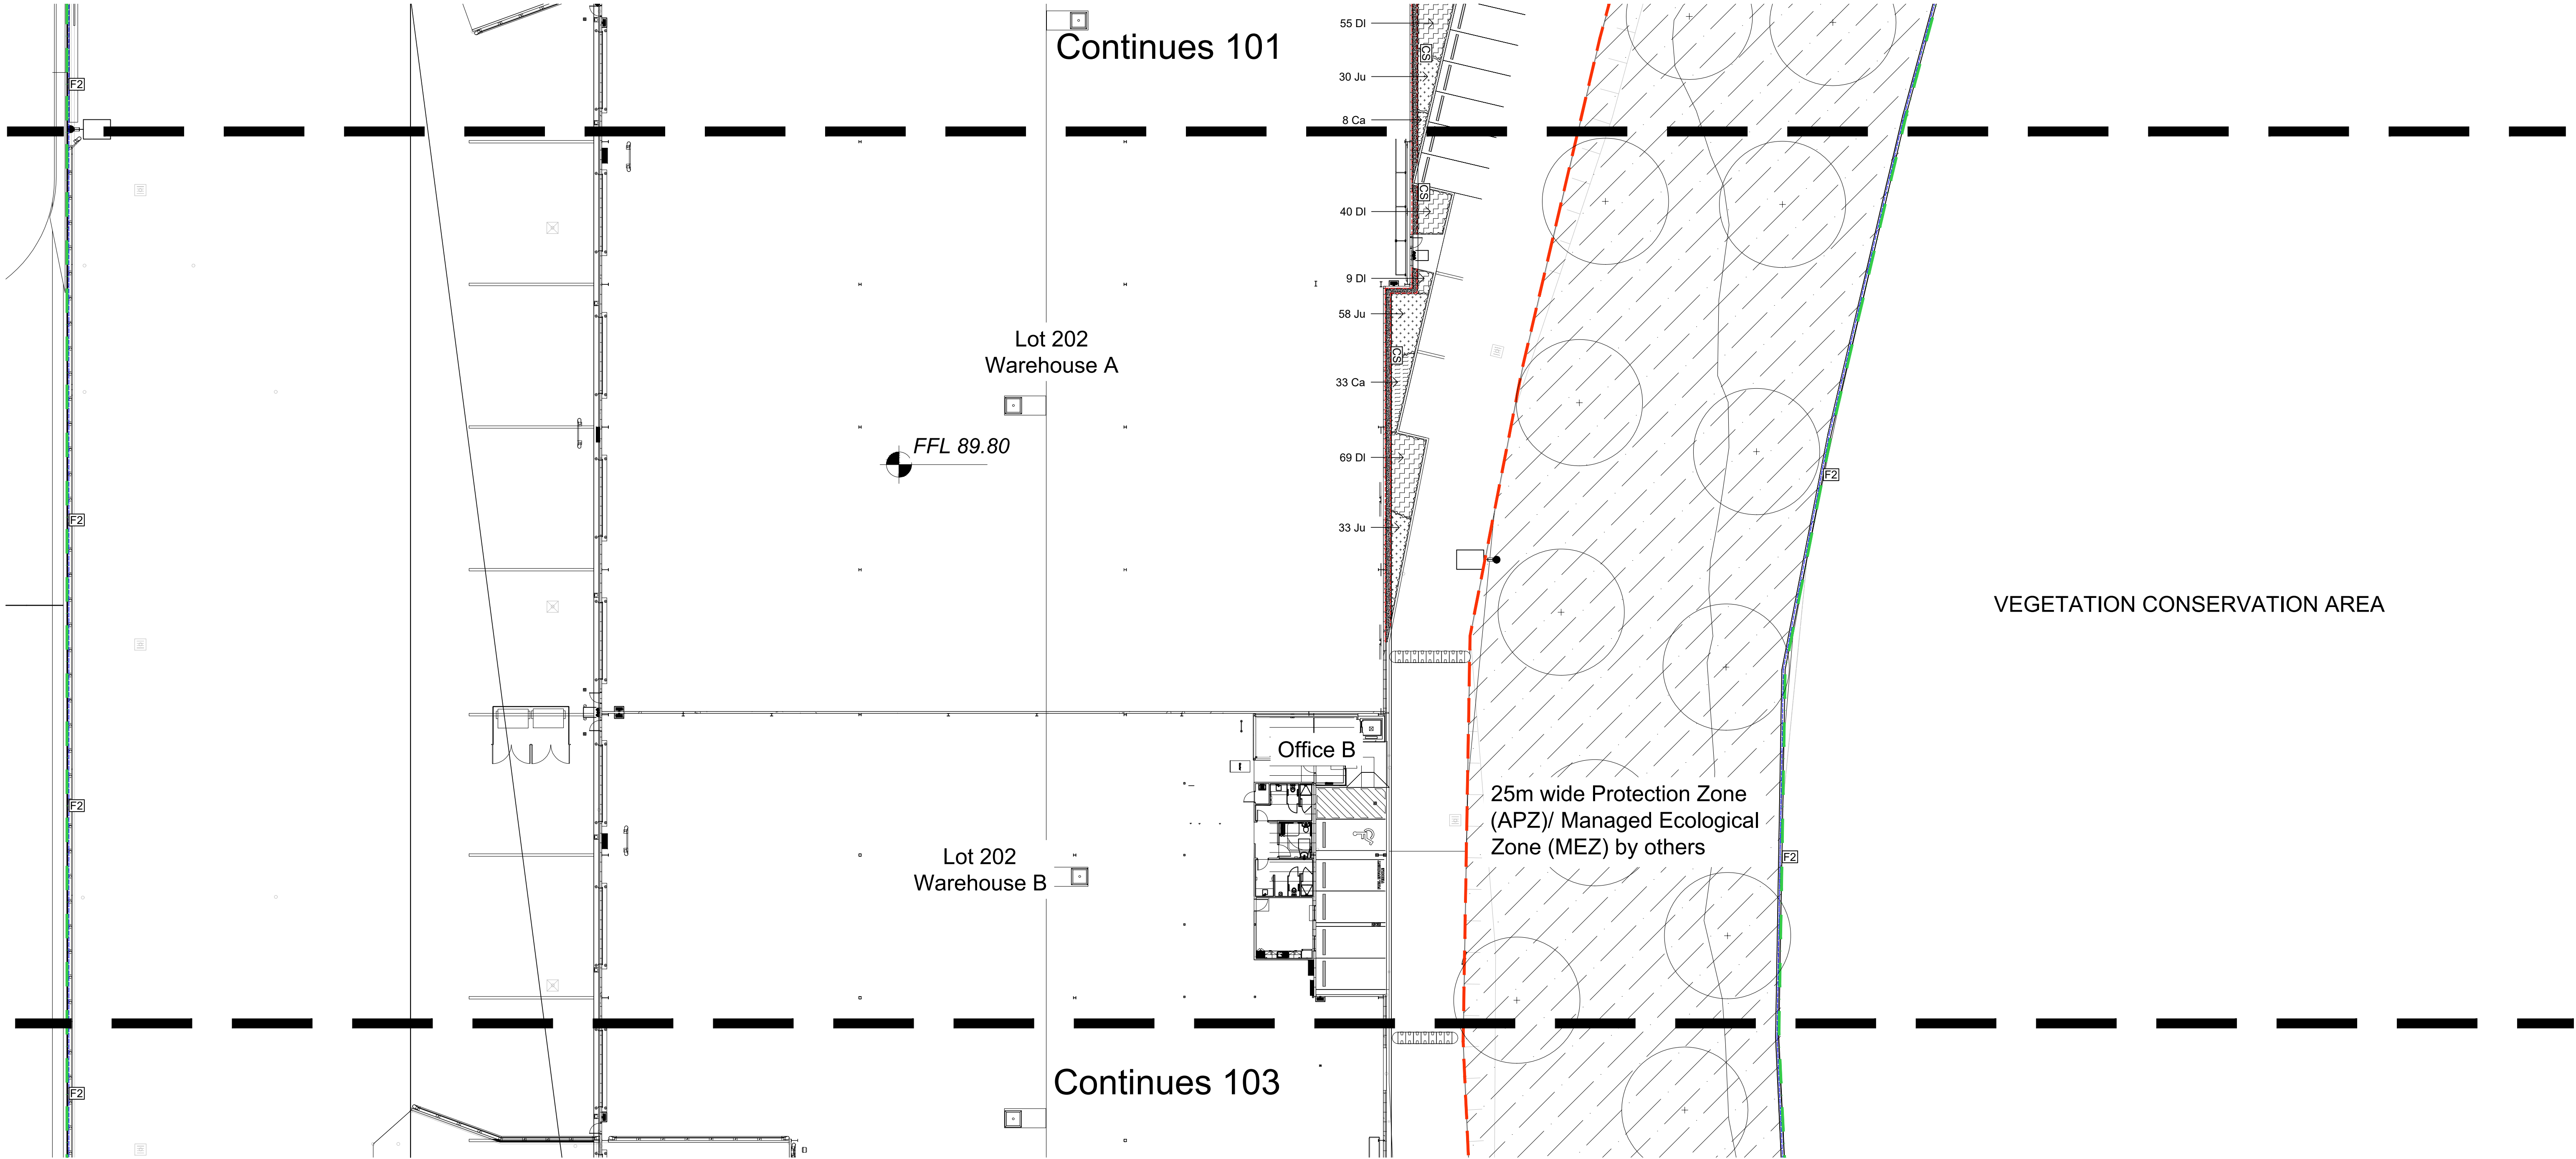 55 Dl
Continues 101
CS
30 Ju
F2
8 Ca
CS
40 Dl
9 Dl
58 Ju
Lot 202
Warehouse A
CS
33 Ca
FFL 89.80
69 Dl
F2
F2
33 Ju
VEGETATION CONSERVATION AREA
Office B
25m wide Protection Zone
(APZ)/ Managed Ecological
Zone (MEZ) by others
F2
Lot 202
Warehouse B
F2
Continues 103
F2